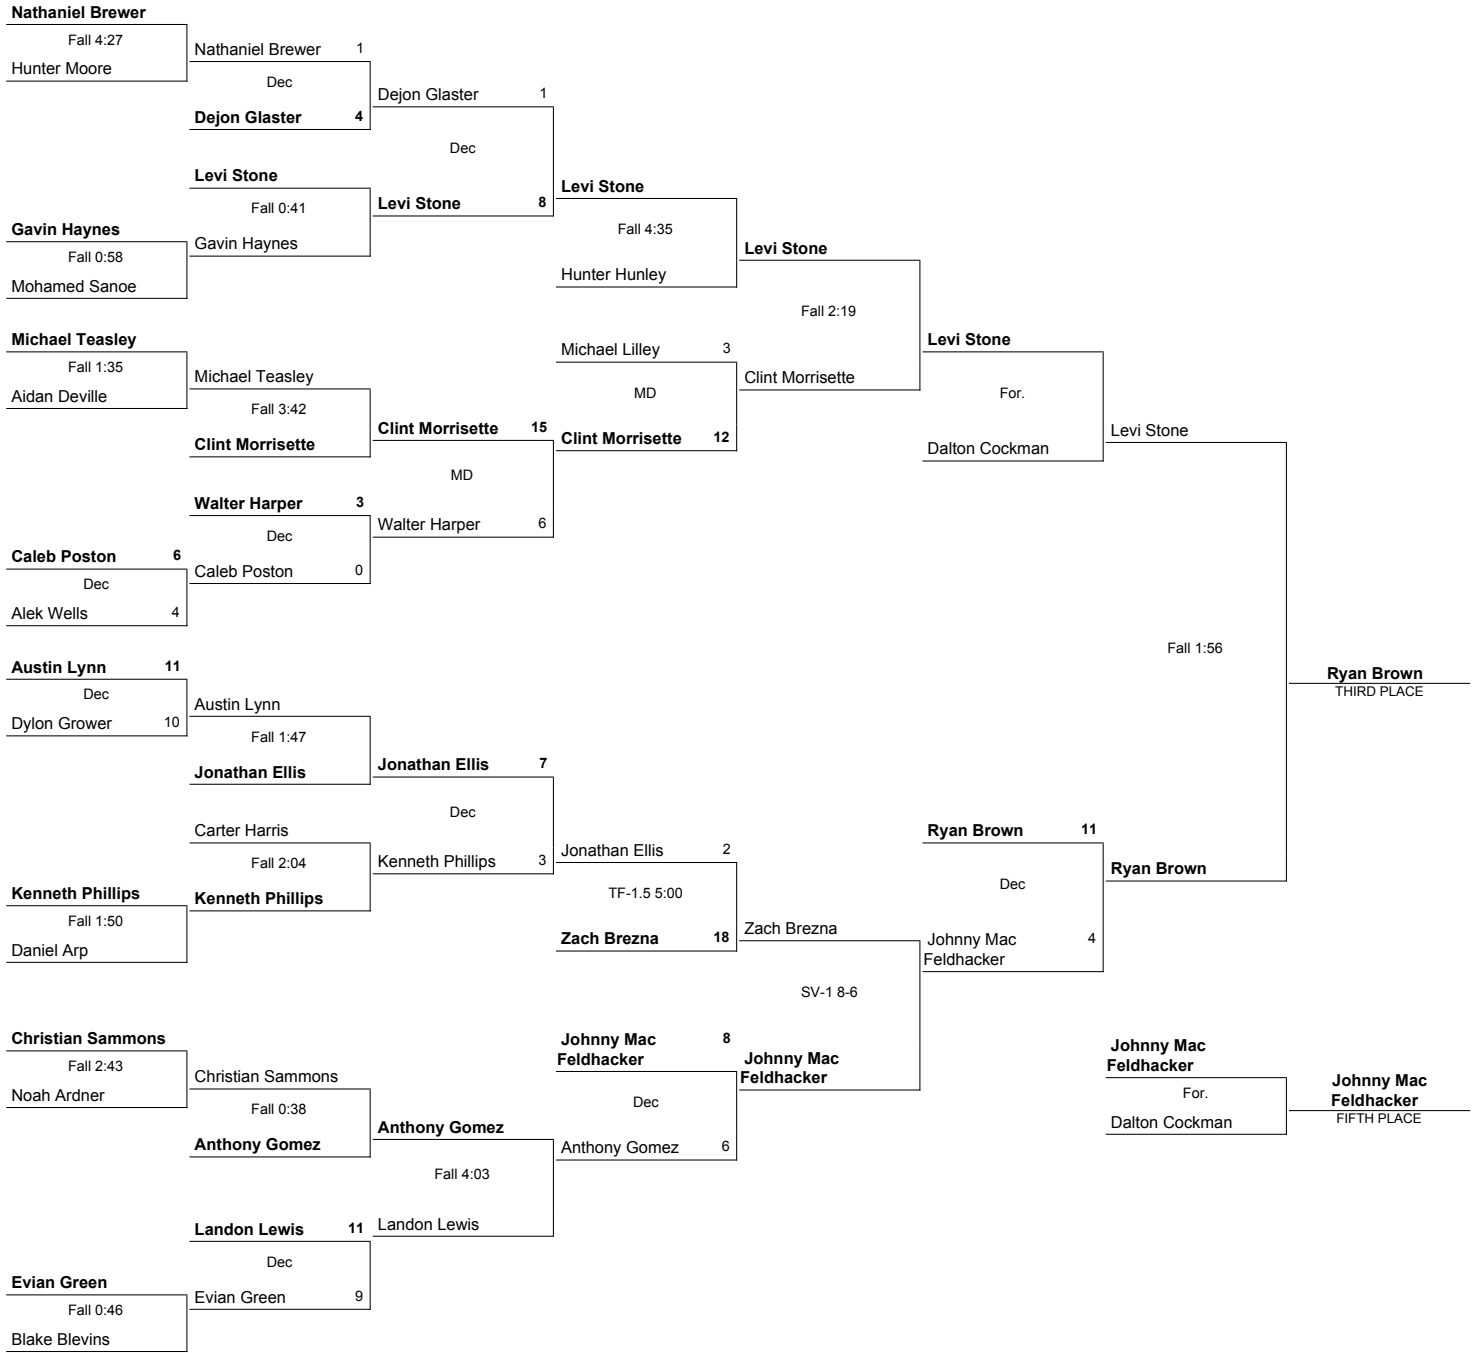 Nathaniel Brewer
Fall 4:27
Hunter Moore
Nathaniel Brewer 1
Dec
Dejon Glaster 4
Dejon Glaster 1
Dec
Levi Stone 8
Levi Stone
Fall 0:41
Gavin Haynes
Gavin Haynes
Fall 0:58
Mohamed Sanoe
Levi Stone
Fall 4:35
Hunter Hunley
Levi Stone
Fall 2:19
Clint Morrisette
Michael Teasley
Fall 1:35
Aidan Deville
Michael Teasley
Fall 3:42
Clint Morrisette
Clint Morrisette 15
MD
Walter Harper 6
Michael Lilley 3
MD
Clint Morrisette 12
Levi Stone
For.
Dalton Cockman
Levi Stone
Walter Harper 3
Dec
Caleb Poston 0
Caleb Poston 6
Dec
Alek Wells 4
Fall 1:56
Ryan Brown
THIRD PLACE
Austin Lynn 11
Dec
Dylon Grower 10
Austin Lynn
Fall 1:47
Jonathan Ellis
Jonathan Ellis 7
Dec
Kenneth Phillips 3
Carter Harris
Fall 2:04
Kenneth Phillips
Kenneth Phillips
Fall 1:50
Daniel Arp
Jonathan Ellis 2
TF-1.5 5:00
Zach Brezna 18
Zach Brezna
SV-1 8-6
Johnny Mac
Feldhacker
Ryan Brown 11
Dec
Johnny Mac 4
Feldhacker
Ryan Brown
Christian Sammons
Fall 2:43
Noah Ardner
Christian Sammons
Fall 0:38
Anthony Gomez
Anthony Gomez
Fall 4:03
Landon Lewis
Johnny Mac 8
Feldhacker
Dec
Anthony Gomez 6
Johnny Mac
Feldhacker
For.
Dalton Cockman
Johnny Mac
Feldhacker
FIFTH PLACE
Landon Lewis 11
Dec
Evian Green 9
Evian Green
Fall 0:46
Blake Blevins